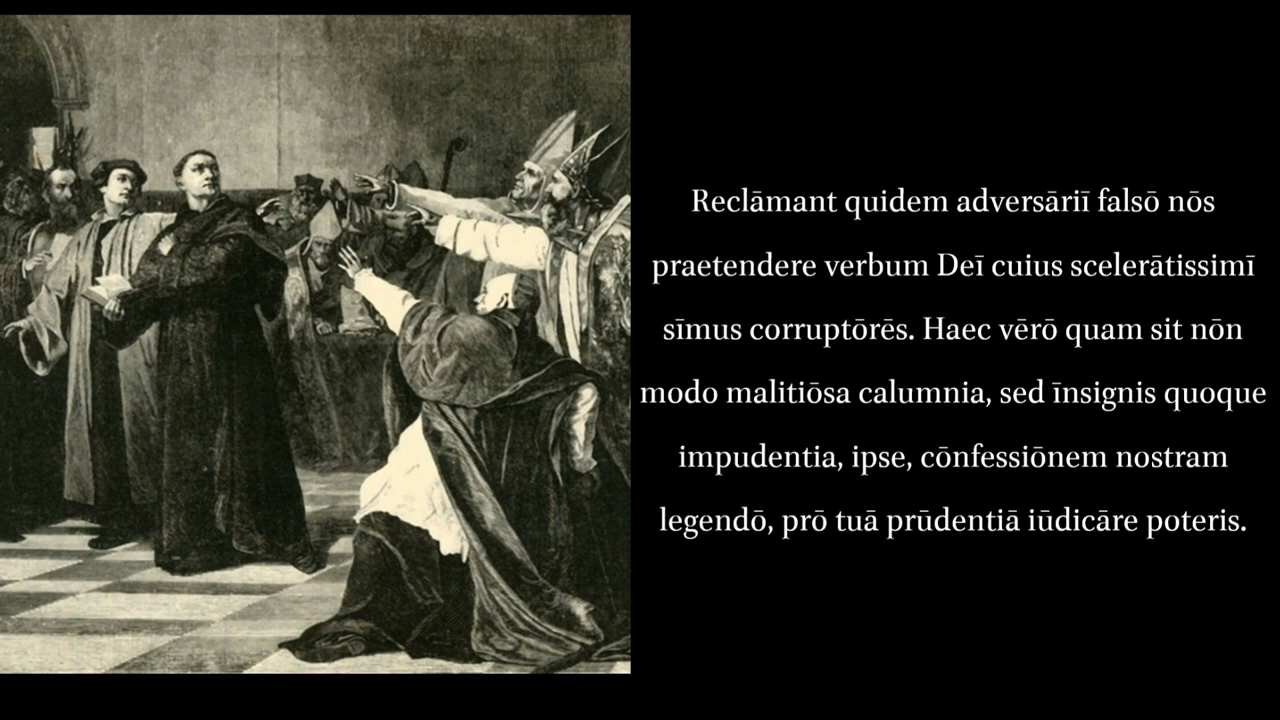 Reclāmant quidem adversāriī falsō nōs
praetendere verbum Deī cuius scelerātissimī
sīmus corruptōrēs. Haec vērō quam sit nōn
modo malitiōsa calumnia, sed īnsignis quoque
impudentia, ipse, cōnfessiōnem nostram
legendō, prō tuā prūdentiā iūdicāre poteris.